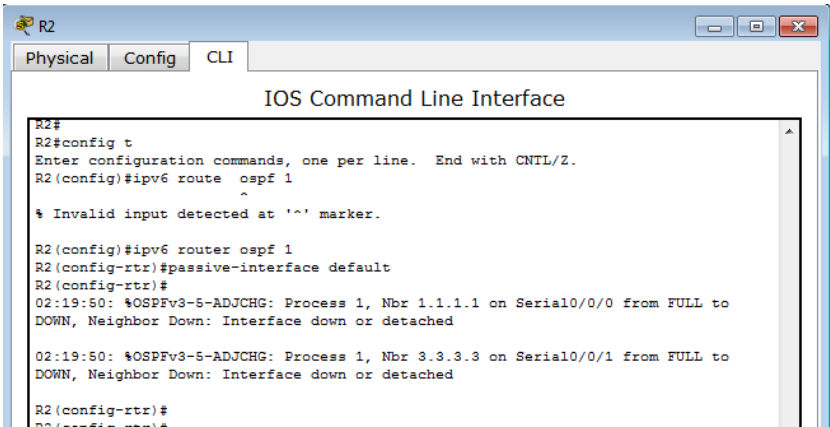 R2
Physical Config CLI
IOS Command Line Interface
R2#
R2#config t
Enter configuration commands, one per line.  End with CNTL/Z.
R2(config)#ipv6 route  ospf 1
^
% Invalid input detected at '^' marker.
R2(config)#ipv6 router ospf 1
R2(config-rtr)#passive-interface default
R2(config-rtr)#
02:19:50: %OSPFv3-5-ADJCHG: Process 1, Nbr 1.1.1.1 on Serial0/0/0 from FULL to
DOWN, Neighbor Down: Interface down or detached
02:19:50: %OSPFv3-5-ADJCHG: Process 1, Nbr 3.3.3.3 on Serial0/0/1 from FULL to
DOWN, Neighbor Down: Interface down or detached
R2(config-rtr)#
R2(config-rtr)#